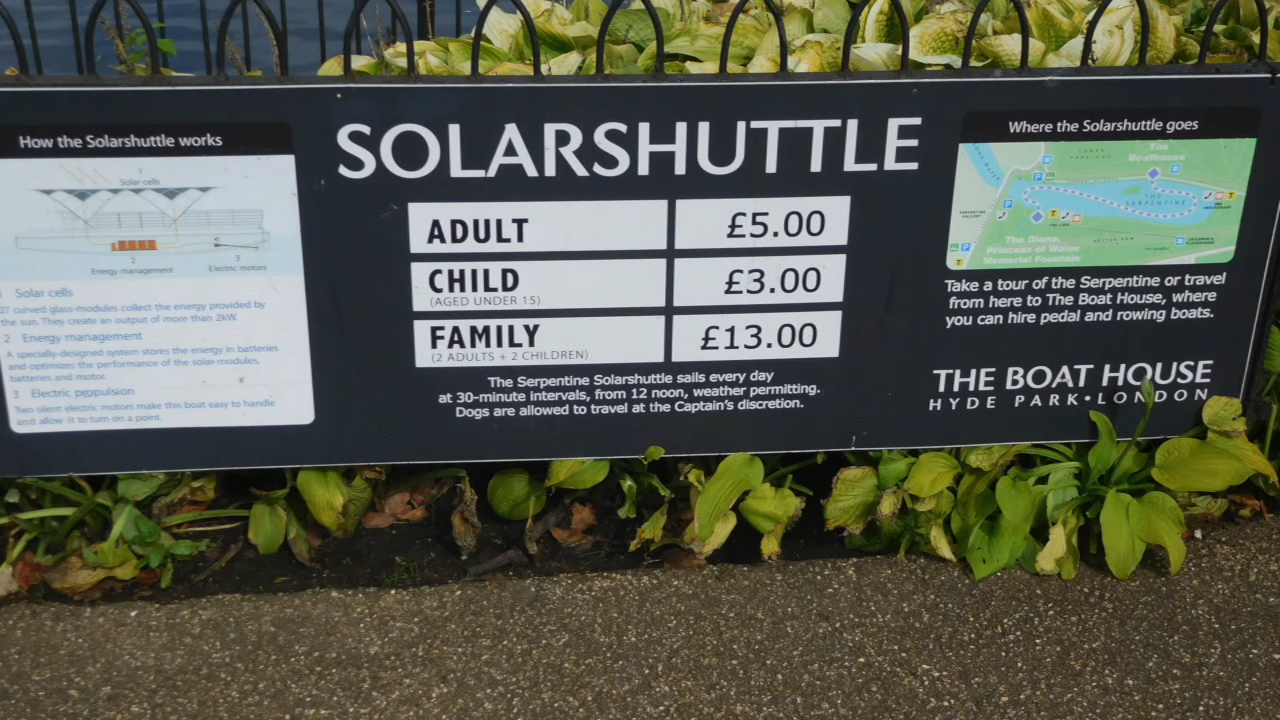 How the Solarshuttle works
1
Solar cells
2
Energy management
3
Electric motors
Solar cells
27 curved glass-modules collect the energy provided by
the sun. They create an output of more than 2kW.
2 Energy management
A specially-designed system stores the energy in batteries
and optimizes the performance of the solar-modules,
batteries and motor.
3 Electric propulsion
Two silent electric motors make this boat easy to handle
and allow it to turn on a point.
SOLARSHUTTLE
ADULT £5.00
CHILD £3.00
(AGED UNDER 15)
FAMILY £13.00
(2 ADULTS + 2 CHILDREN)
The Serpentine Solarshuttle sails every day
at 30-minute intervals, from 12 noon, weather permitting.
Dogs are allowed to travel at the Captain's discretion.
Where the Solarshuttle goes
The
Boathouse
THE
SERPENTINE
THE LIDO
The Diana,
Princess of Wales
Memorial Fountain
Take a tour of the Serpentine or travel
from here to The Boat House, where
you can hire pedal and rowing boats.
THE BOAT HOUSE
HYDE PARK•LONDON